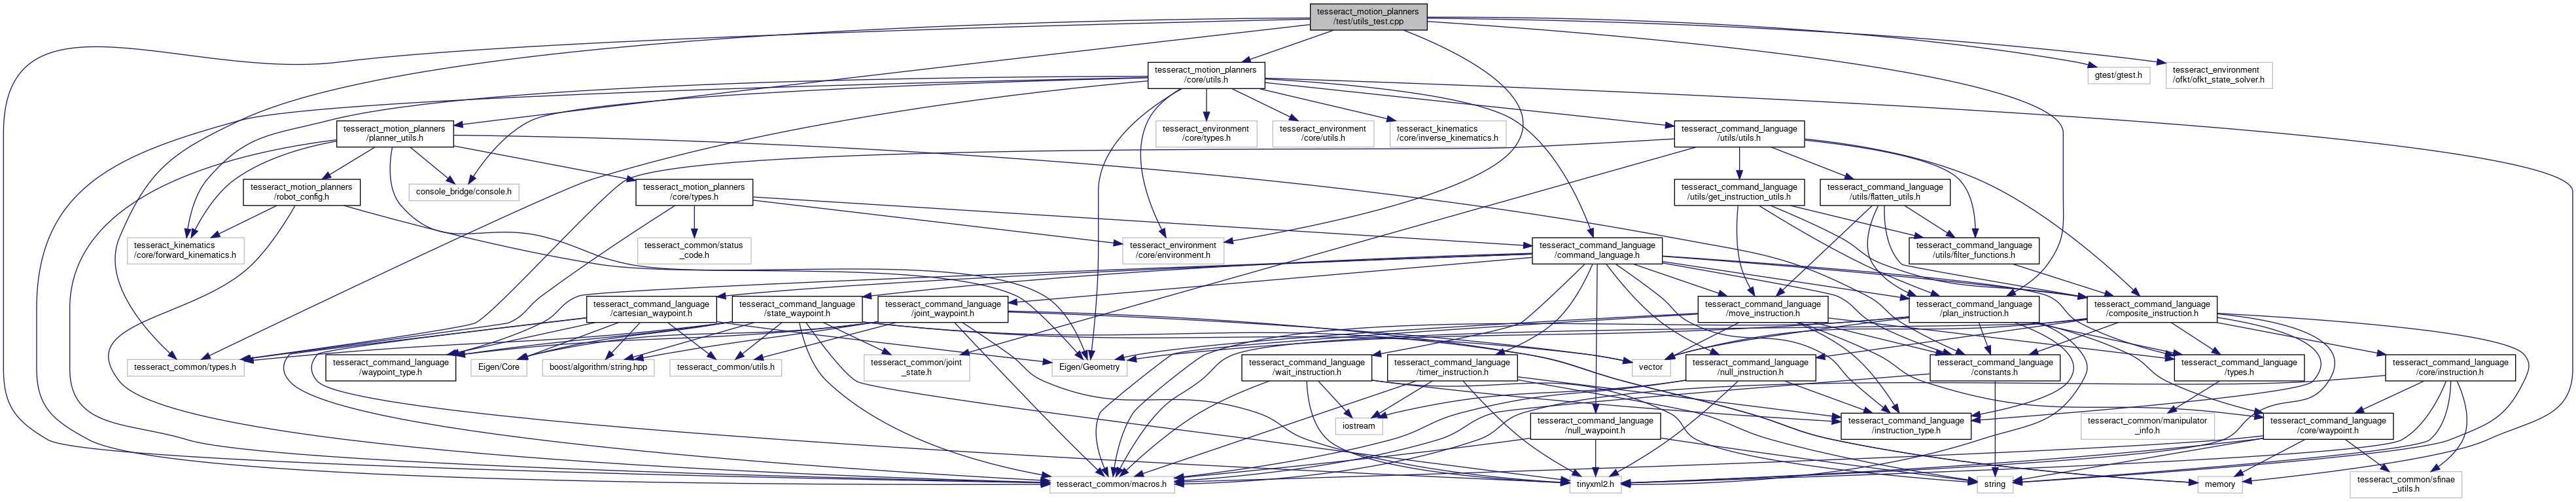 tesseract_motion_planners
/test/utils_test.cpp
tesseract_motion_planners
/core/utils.h
gtest/gtest.h
tesseract_environment
/ofkt/ofkt_state_solver.h
tesseract_motion_planners
/planner_utils.h
tesseract_environment
/core/types.h
tesseract_environment
/core/utils.h
tesseract_kinematics
/core/inverse_kinematics.h
tesseract_command_language
/utils/utils.h
tesseract_motion_planners
/robot_config.h
console_bridge/console.h
tesseract_motion_planners
/core/types.h
tesseract_command_language
/utils/get_instruction_utils.h
tesseract_command_language
/utils/flatten_utils.h
tesseract_kinematics
/core/forward_kinematics.h
tesseract_common/status
_code.h
tesseract_environment
/core/environment.h
tesseract_command_language
/command_language.h
tesseract_command_language
/utils/filter_functions.h
tesseract_command_language
/cartesian_waypoint.h
tesseract_command_language
/state_waypoint.h
tesseract_command_language
/joint_waypoint.h
tesseract_command_language
/move_instruction.h
tesseract_command_language
/plan_instruction.h
tesseract_command_language
/composite_instruction.h
tesseract_common/types.h
tesseract_command_language
/waypoint_type.h
Eigen/Core
boost/algorithm/string.hpp
tesseract_common/utils.h
tesseract_common/joint
_state.h
Eigen/Geometry
tesseract_command_language
/wait_instruction.h
tesseract_command_language
/timer_instruction.h
vector
tesseract_command_language
/null_instruction.h
tesseract_command_language
/constants.h
tesseract_command_language
/types.h
tesseract_command_language
/core/instruction.h
iostream
tesseract_command_language
/null_waypoint.h
tesseract_command_language
/instruction_type.h
tesseract_common/manipulator
_info.h
tesseract_command_language
/core/waypoint.h
tesseract_common/macros.h
tinyxml2.h
string
memory
tesseract_common/sfinae
_utils.h